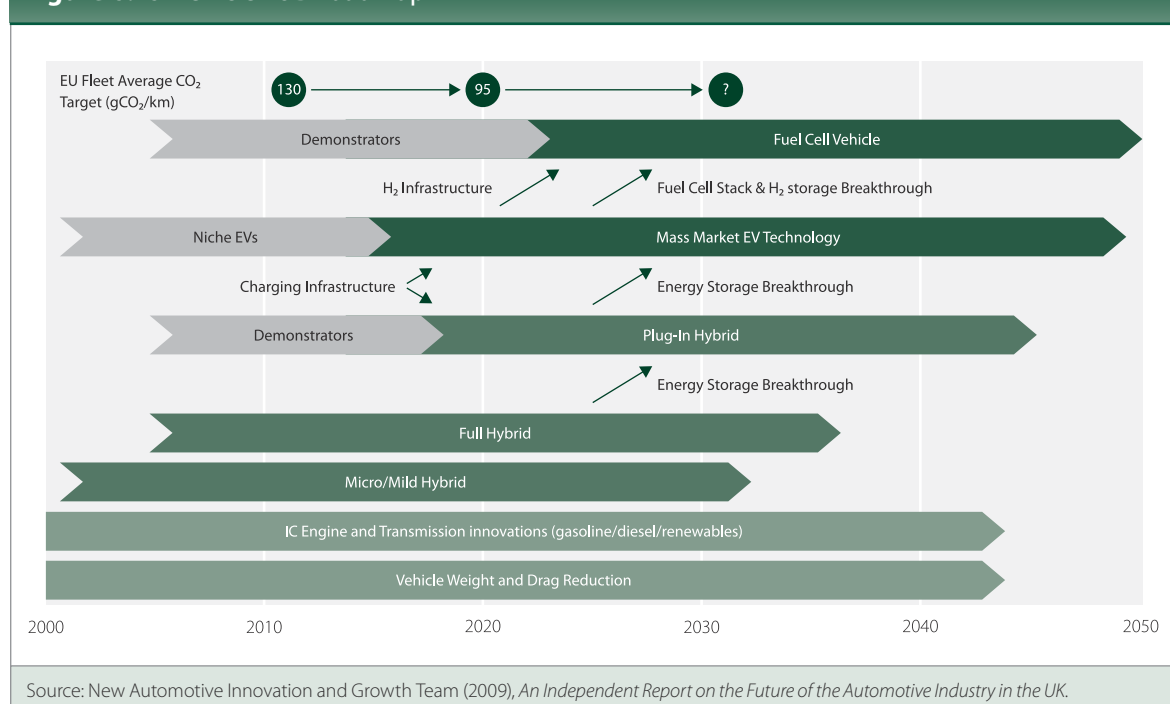 EU Fleet Average CO₂
Target (gCO₂/km)
130
95
?
Demonstrators
Fuel Cell Vehicle
H₂ Infrastructure
Fuel Cell Stack & H₂ storage Breakthrough
Niche EVs
Mass Market EV Technology
Charging Infrastructure
Energy Storage Breakthrough
Demonstrators
Plug-In Hybrid
Energy Storage Breakthrough
Full Hybrid
Micro/Mild Hybrid
IC Engine and Transmission innovations (gasoline/diesel/renewables)
Vehicle Weight and Drag Reduction
2000 2010 2020 2030 2040 2050
Source: New Automotive Innovation and Growth Team (2009), An Independent Report on the Future of the Automotive Industry in the UK.